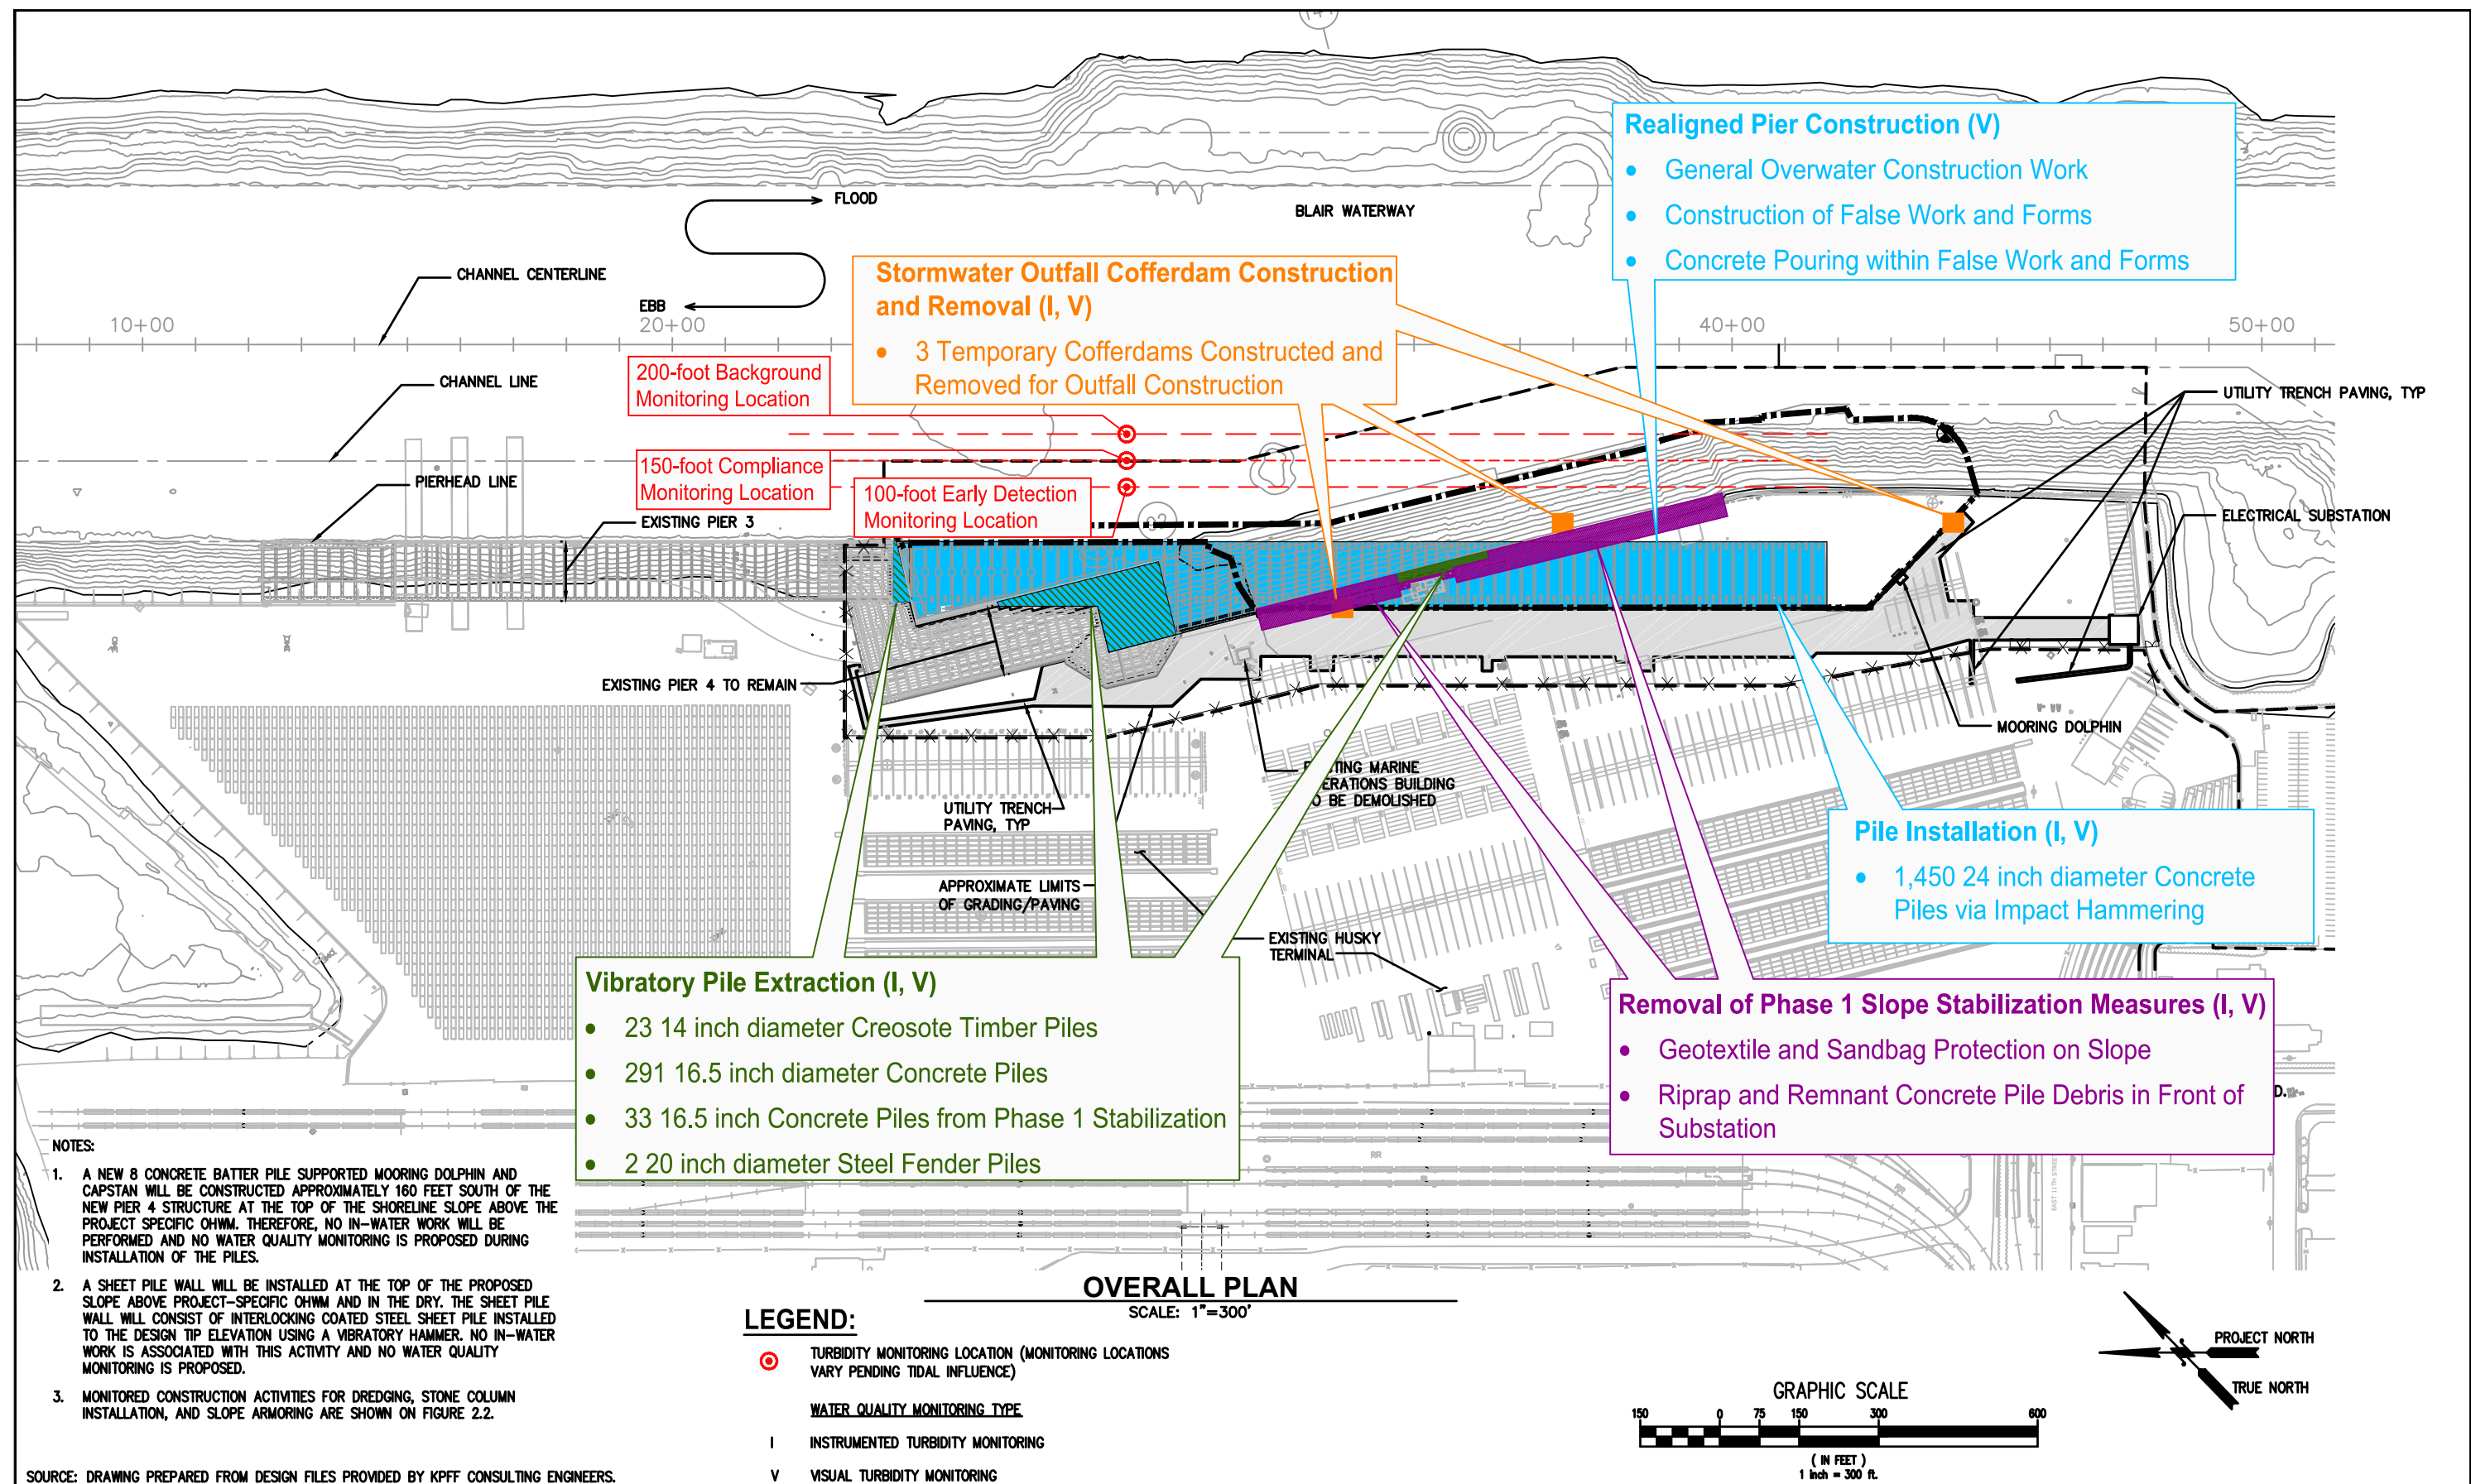 FLOOD
BLAIR WATERWAY
EBB
CHANNEL CENTERLINE
10+00
20+00
40+00
50+00
CHANNEL LINE
PIERHEAD LINE
EXISTING PIER 3
Realigned Pier Construction (V)
• General Overwater Construction Work
• Construction of False Work and Forms
• Concrete Pouring within False Work and Forms
Stormwater Outfall Cofferdam Construction
and Removal (I, V)
• 3 Temporary Cofferdams Constructed and
Removed for Outfall Construction
200-foot Background
Monitoring Location
150-foot Compliance
Monitoring Location
100-foot Early Detection
Monitoring Location
UTILITY TRENCH PAVING, TYP
ELECTRICAL SUBSTATION
EXISTING PIER 4 TO REMAIN
MOORING DOLPHIN
UTILITY TRENCH
PAVING, TYP
TING MARINE
ERATIONS BUILDING
O BE DEMOLISHED
APPROXIMATE LIMITS
OF GRADING/PAVING
EXISTING HUSKY
TERMINAL
Pile Installation (I, V)
• 1,450 24 inch diameter Concrete
Piles via Impact Hammering
Vibratory Pile Extraction (I, V)
• 23 14 inch diameter Creosote Timber Piles
• 291 16.5 inch diameter Concrete Piles
• 33 16.5 inch Concrete Piles from Phase 1 Stabilization
• 2 20 inch diameter Steel Fender Piles
Removal of Phase 1 Slope Stabilization Measures (I, V)
• Geotextile and Sandbag Protection on Slope
• Riprap and Remnant Concrete Pile Debris in Front of
Substation
D.
RR
RR
EAST 11TH STREET
NOTES:
1. A NEW 8 CONCRETE BATTER PILE SUPPORTED MOORING DOLPHIN AND
CAPSTAN WILL BE CONSTRUCTED APPROXIMATELY 160 FEET SOUTH OF THE
NEW PIER 4 STRUCTURE AT THE TOP OF THE SHORELINE SLOPE ABOVE THE
PROJECT SPECIFIC OHWM. THEREFORE, NO IN-WATER WORK WILL BE
PERFORMED AND NO WATER QUALITY MONITORING IS PROPOSED DURING
INSTALLATION OF THE PILES.
2. A SHEET PILE WALL WILL BE INSTALLED AT THE TOP OF THE PROPOSED
SLOPE ABOVE PROJECT-SPECIFIC OHWM AND IN THE DRY. THE SHEET PILE
WALL WILL CONSIST OF INTERLOCKING COATED STEEL SHEET PILE INSTALLED
TO THE DESIGN TIP ELEVATION USING A VIBRATORY HAMMER. NO IN-WATER
WORK IS ASSOCIATED WITH THIS ACTIVITY AND NO WATER QUALITY
MONITORING IS PROPOSED.
3. MONITORED CONSTRUCTION ACTIVITIES FOR DREDGING, STONE COLUMN
INSTALLATION, AND SLOPE ARMORING ARE SHOWN ON FIGURE 2.2.
SOURCE: DRAWING PREPARED FROM DESIGN FILES PROVIDED BY KPFF CONSULTING ENGINEERS.
OVERALL PLAN
SCALE: 1"=300'
LEGEND:
TURBIDITY MONITORING LOCATION (MONITORING LOCATIONS
VARY PENDING TIDAL INFLUENCE)
WATER QUALITY MONITORING TYPE
I INSTRUMENTED TURBIDITY MONITORING
V VISUAL TURBIDITY MONITORING
PROJECT NORTH
TRUE NORTH
GRAPHIC SCALE
150 0 75 150 300 600
( IN FEET )
1 inch = 300 ft.